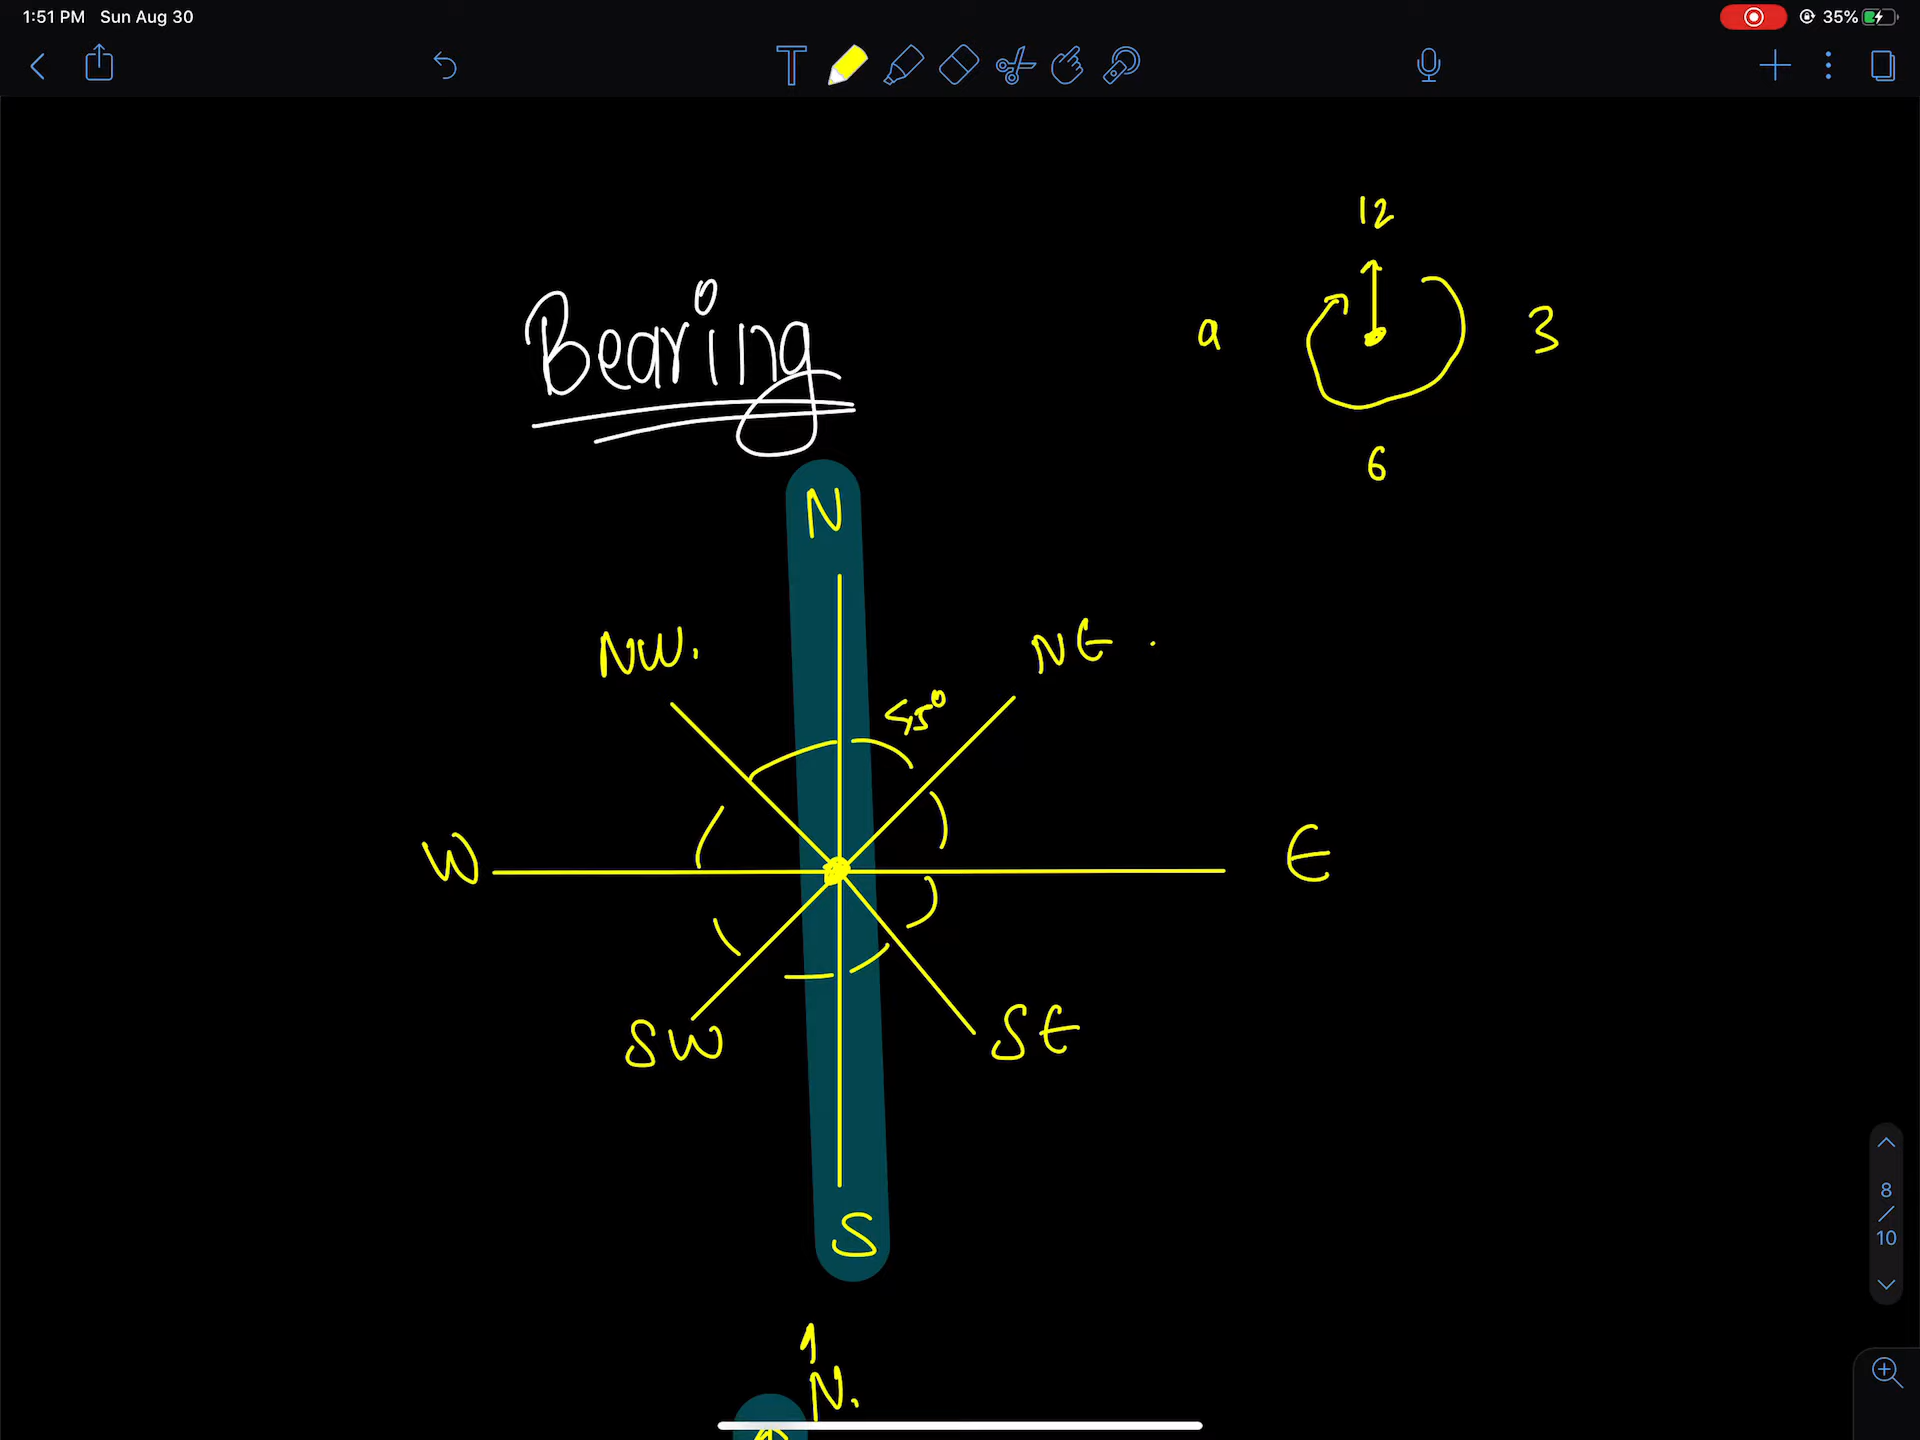 1:51 PM Sun Aug 30
35%
T
12
Bearing
9
3
6
N
NW.
NE .
45°
W
E
SW
SE
S
8
/
10
N.